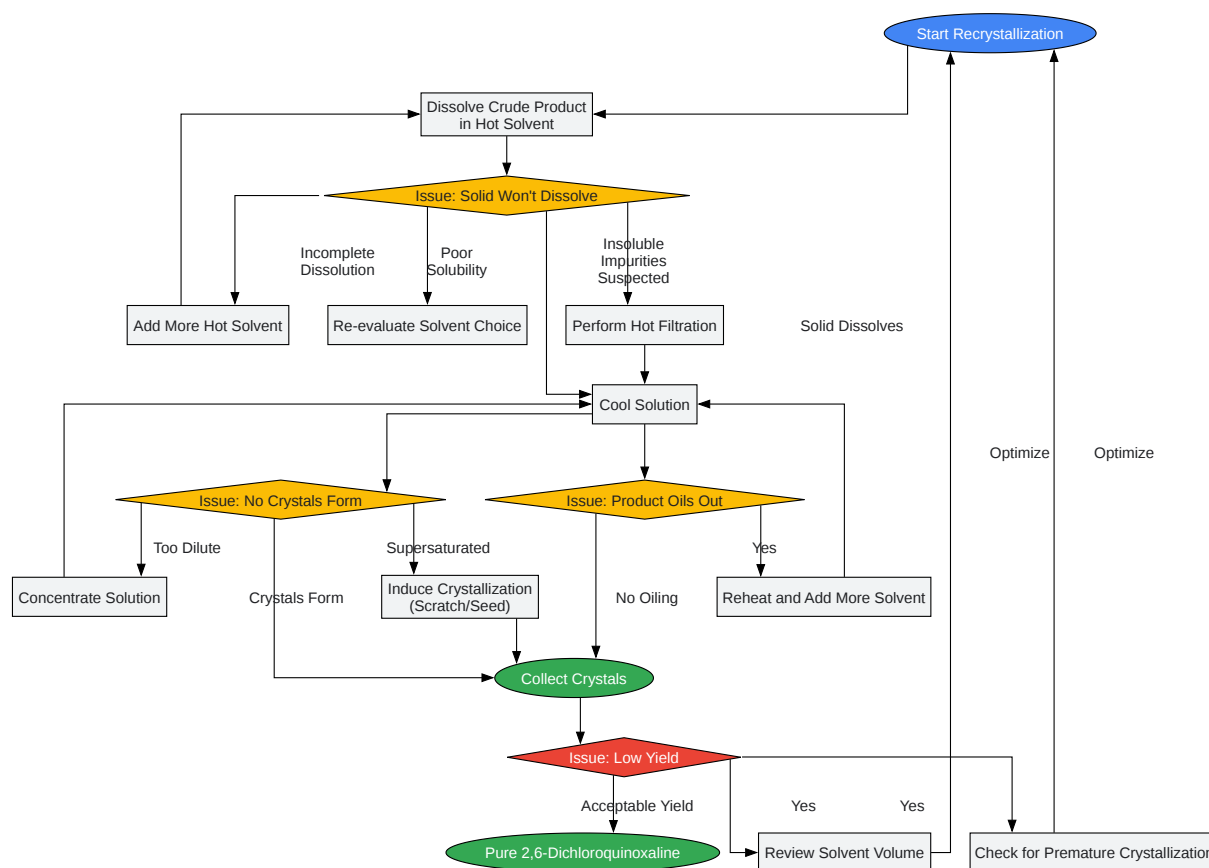 Start Recrystallization
Dissolve Crude Product
in Hot Solvent
Issue: Solid Won't Dissolve
Incomplete
Dissolution
Poor
Solubility
Insoluble
Impurities
Suspected
Add More Hot Solvent
Re-evaluate Solvent Choice
Perform Hot Filtration
Solid Dissolves
Cool Solution
Optimize
Optimize
Issue: No Crystals Form
Issue: Product Oils Out
Too Dilute
Supersaturated
Yes
Concentrate Solution
Crystals Form
Induce Crystallization
(Scratch/Seed)
No Oiling
Reheat and Add More Solvent
Collect Crystals
Issue: Low Yield
Acceptable Yield
Yes
Yes
Pure 2,6-Dichloroquinoxaline
Review Solvent Volume
Check for Premature Crystallization